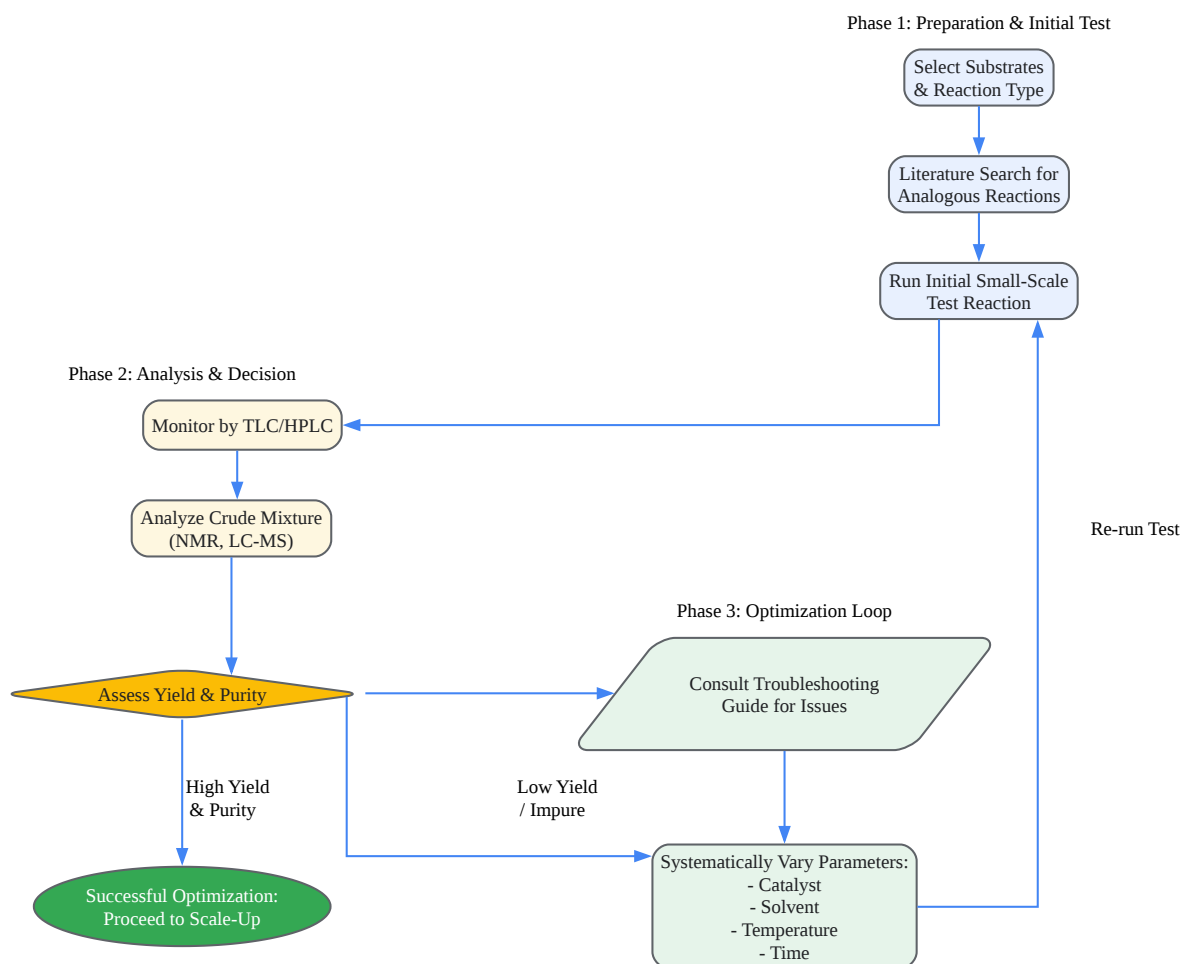 Phase 1: Preparation & Initial Test
Select Substrates
& Reaction Type
Literature Search for
Analogous Reactions
Run Initial Small-Scale
Test Reaction
Phase 2: Analysis & Decision
Monitor by TLC/HPLC
Analyze Crude Mixture
(NMR, LC-MS)
Re-run Test
Phase 3: Optimization Loop
Assess Yield & Purity
Consult Troubleshooting
Guide for Issues
High Yield
& Purity
Low Yield
/ Impure
Successful Optimization:
Proceed to Scale-Up
Systematically Vary Parameters:
- Catalyst
- Solvent
- Temperature
- Time